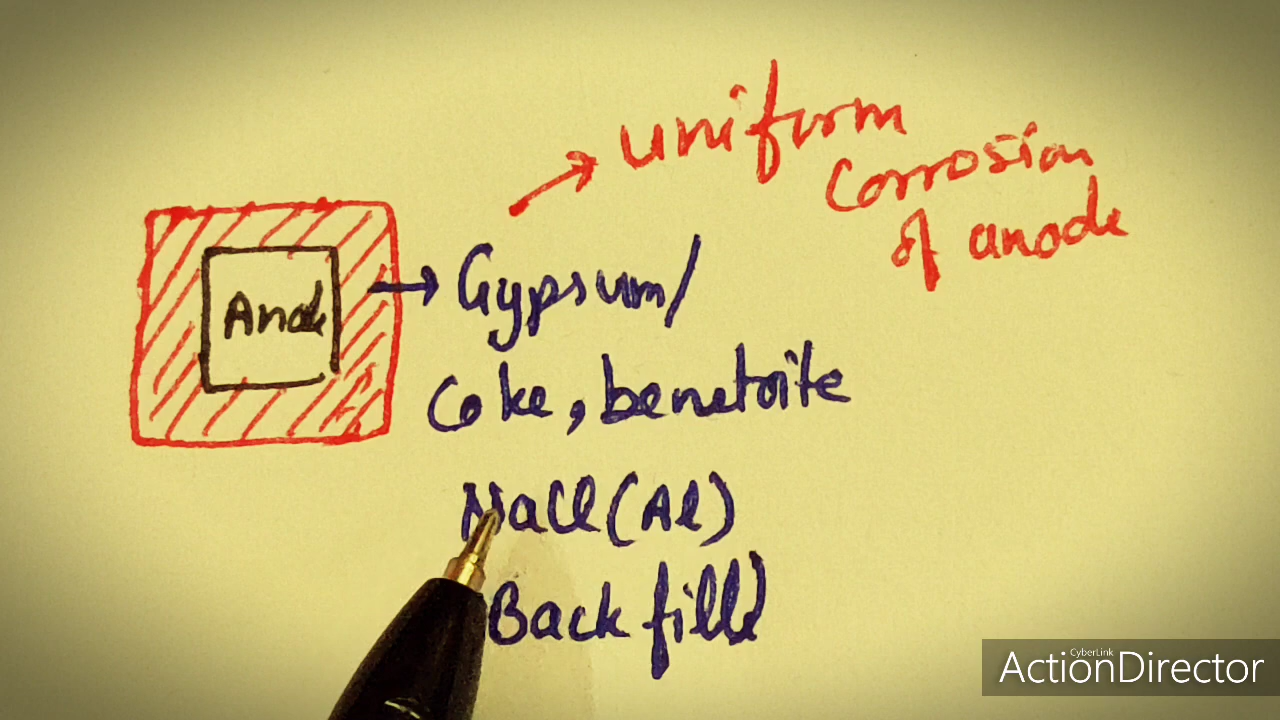 uniform
corrosion
of anode
Anode
Gypsum/
Coke, benetoite
Nacl (Al)
Back fill
CyberLink
ActionDirector